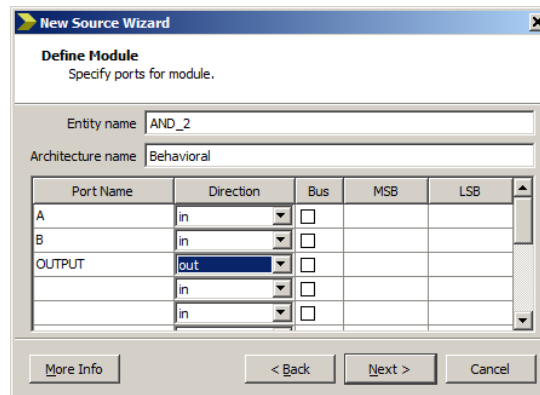 New Source Wizard
Define Module
Specify ports for module.
Entity name AND_2
Architecture name Behavioral
Port Name Direction Bus MSB LSB
A in
B in
OUTPUT out
in
in
More Info < Back Next > Cancel